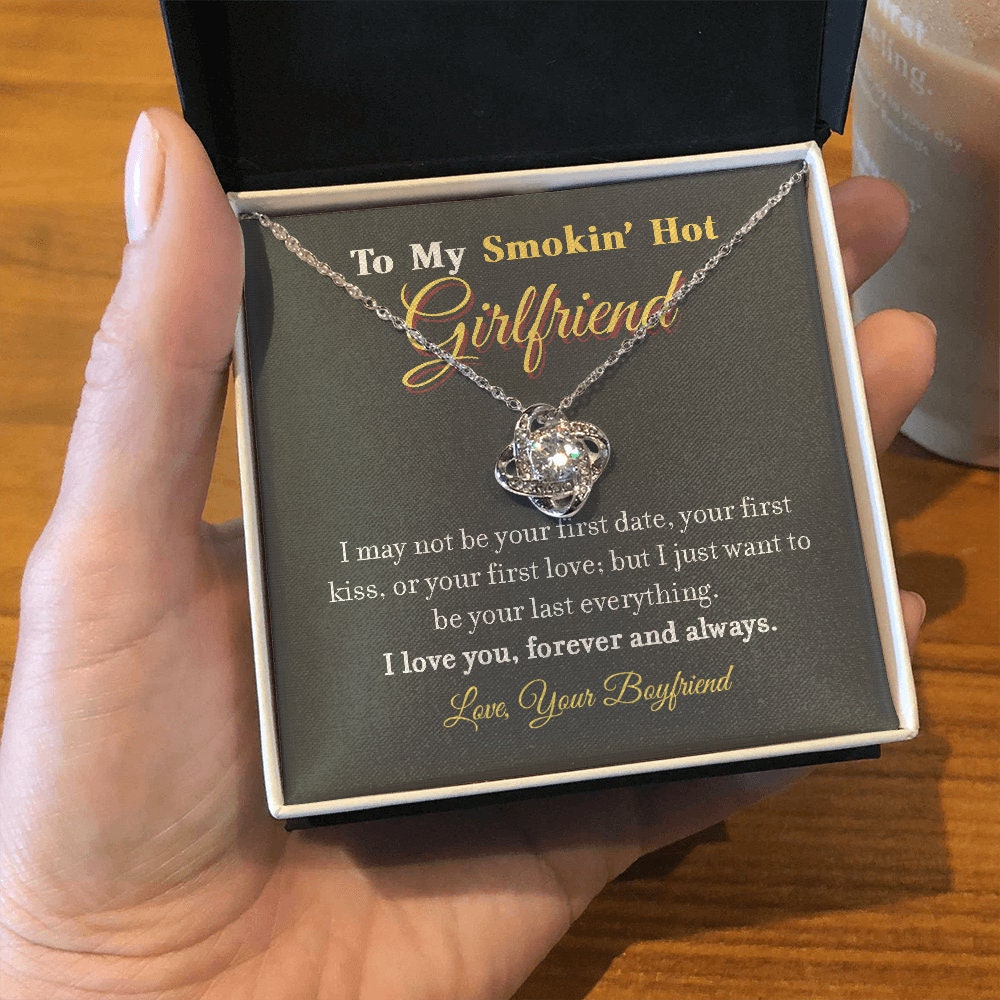 To My Smokin' Hot
Girlfriend
I may not be your first date, your first
kiss, or your first love; but I just want to
be your last everything.
I love you, forever and always.
Love, Your Boyfriend